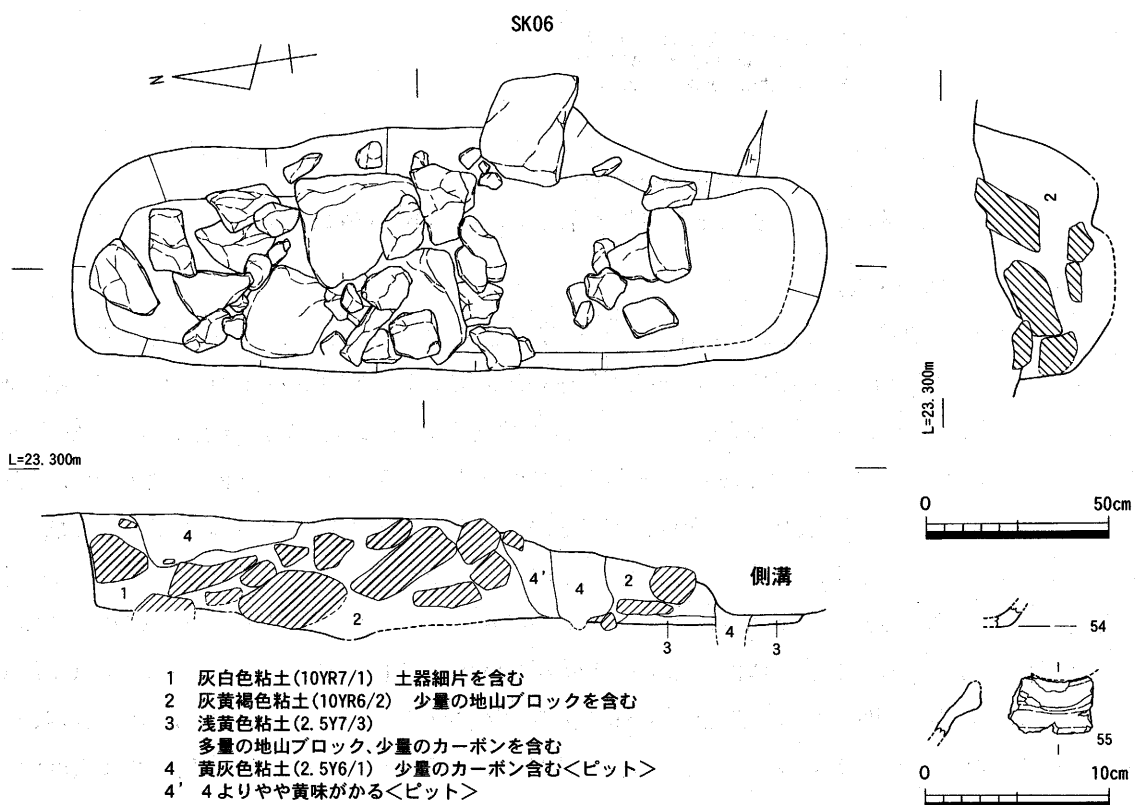 SK06
N
2
L=23.300m
L=23.300m
0 50cm
4
1
2
4'
4
2
側溝
3
4
3
54
55
0 10cm
1 灰白色粘土(10YR7/1) 土器細片を含む
2 灰黄褐色粘土(10YR6/2) 少量の地山ブロックを含む
3 浅黄色粘土(2.5Y7/3)
多量の地山ブロック、少量のカーボンを含む
4 黄灰色粘土(2.5Y6/1) 少量のカーボン含む<ピット>
4' 4よりやや黄味がかる<ピット>